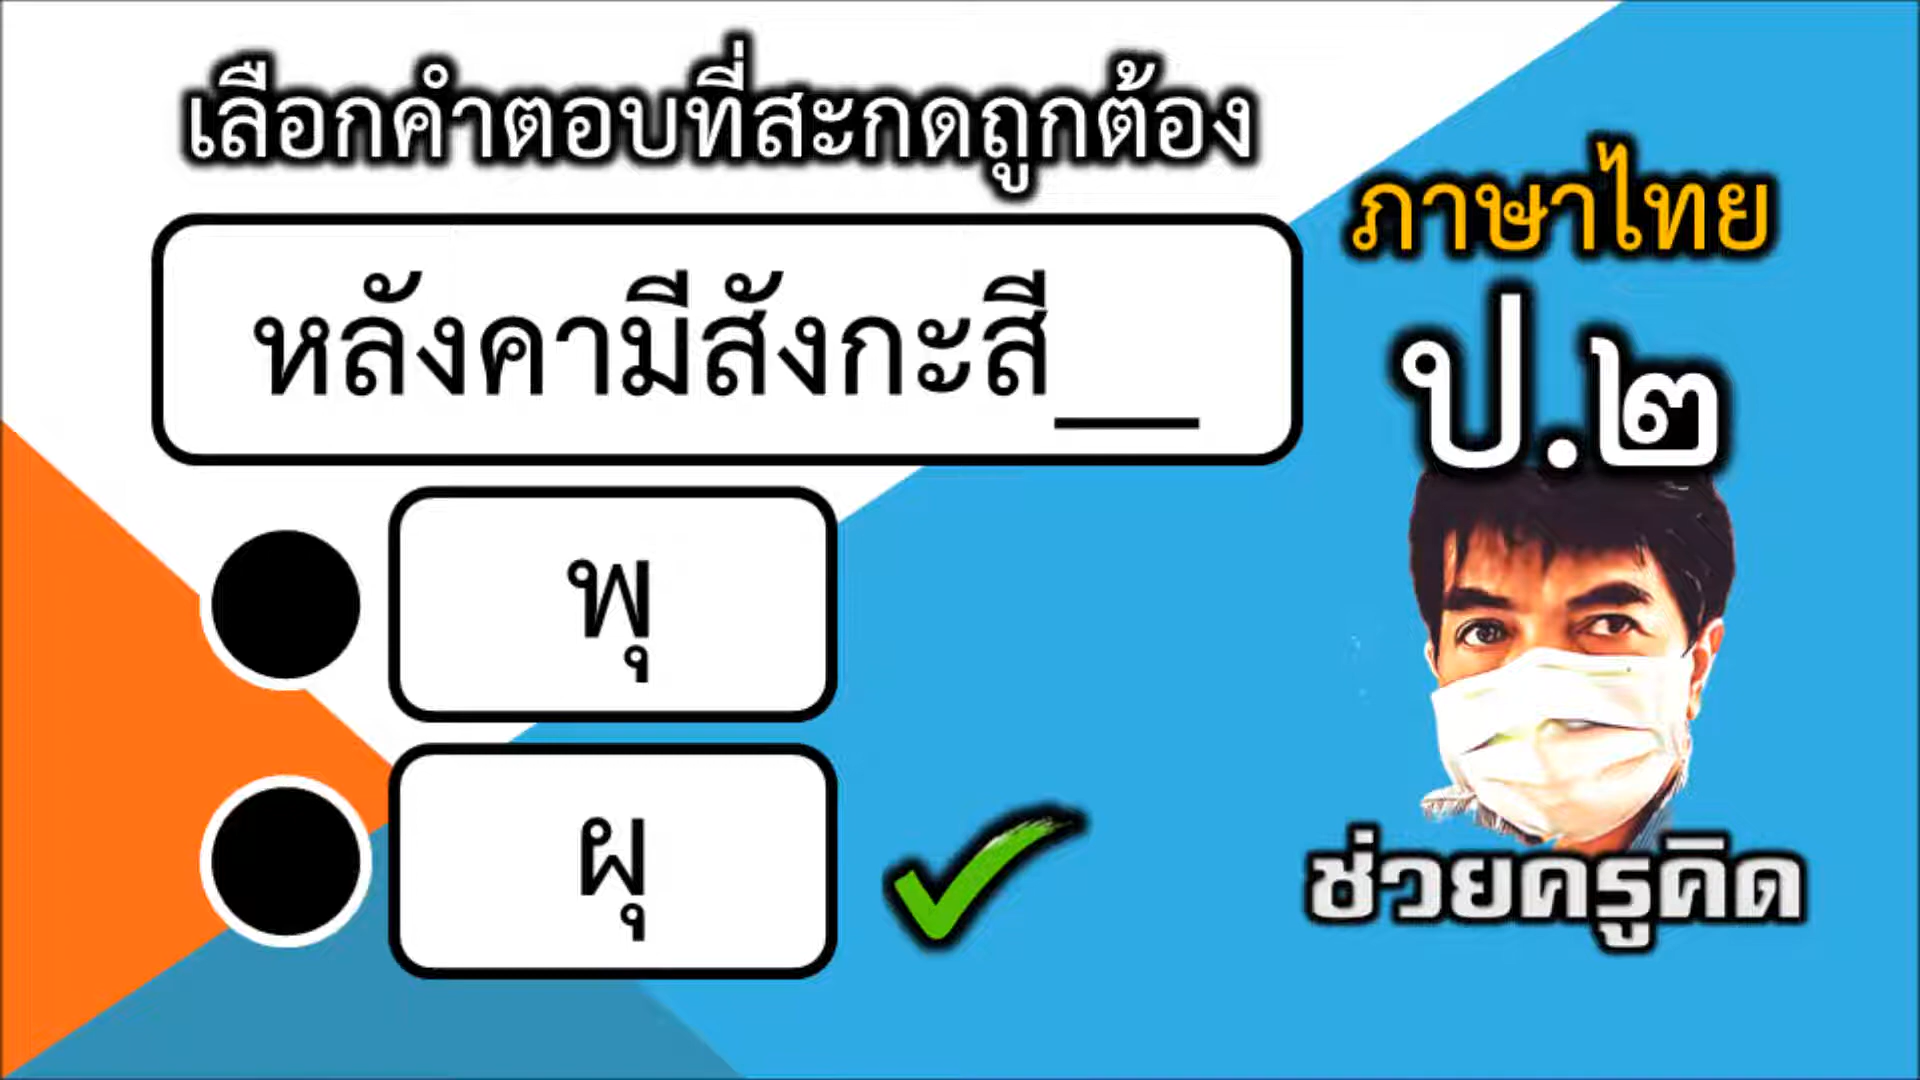 เลือกคำตอบที่สะกดถูกต้อง
ภาษาไทย
ป.๒
หลังคามีสังกะสี__
พุ
ผุ
ช่วยครูคิด